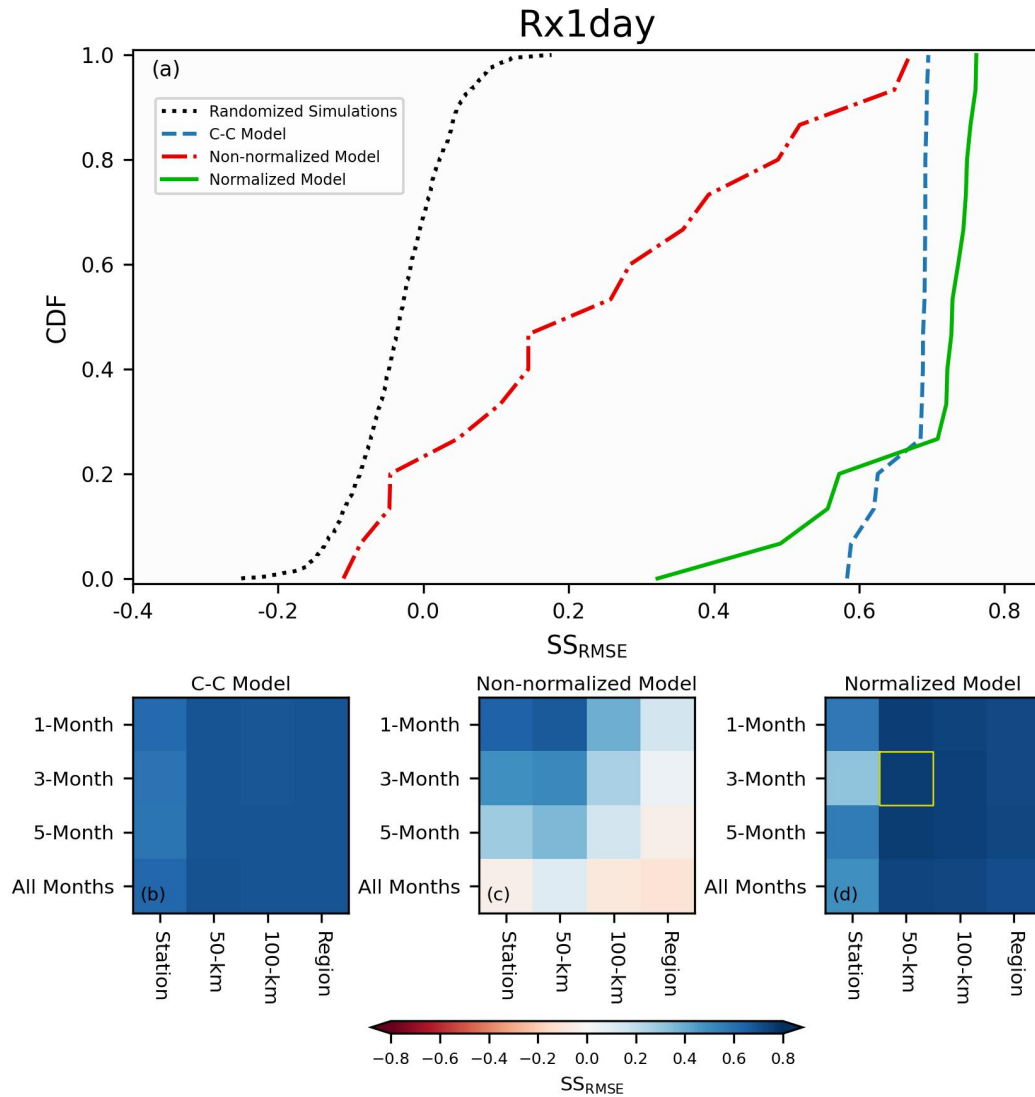 Rx1day
(a)
Randomized Simulations
C-C Model
Non-normalized Model
Normalized Model
CDF
1.0
0.8
0.6
0.4
0.2
0.0
-0.4
-0.2
0.0
0.2
0.4
0.6
0.8
SS_RMSE
C-C Model
1-Month
3-Month
5-Month
All Months
(b)
Station
50-km
100-km
Region
Non-normalized Model
1-Month
3-Month
5-Month
All Months
(c)
Station
50-km
100-km
Region
Normalized Model
1-Month
3-Month
5-Month
All Months
(d)
Station
50-km
100-km
Region
−0.8
−0.6
−0.4
−0.2
0.0
0.2
0.4
0.6
0.8
SS_RMSE